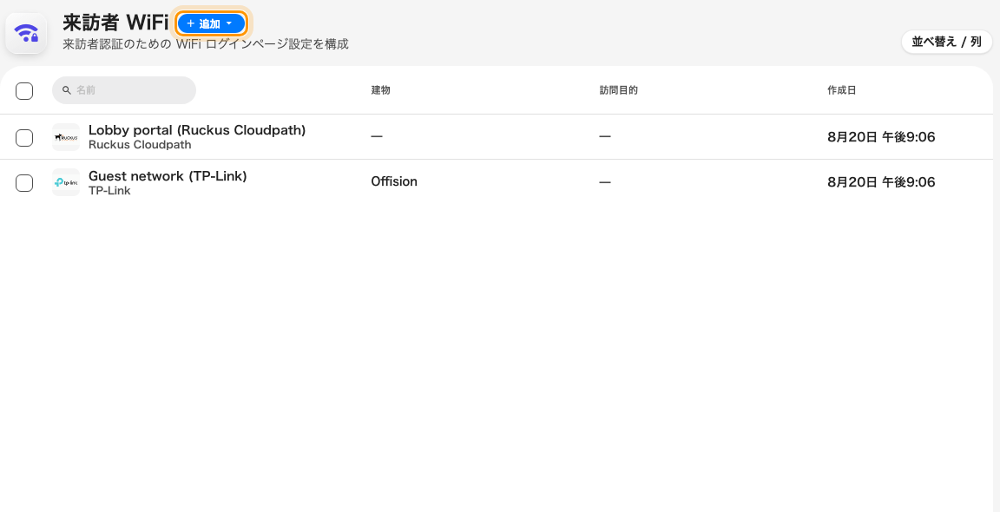 来訪者 WiFi
+ 追加
来訪者認証のための WiFi ログインページ設定を構成
並べ替え / 列
名前
建物
訪問目的
作成日
RUCKUS
Lobby portal (Ruckus Cloudpath)
Ruckus Cloudpath
—
—
8月20日 午後9:06
tp-link
Guest network (TP-Link)
TP-Link
Offision
—
8月20日 午後9:06